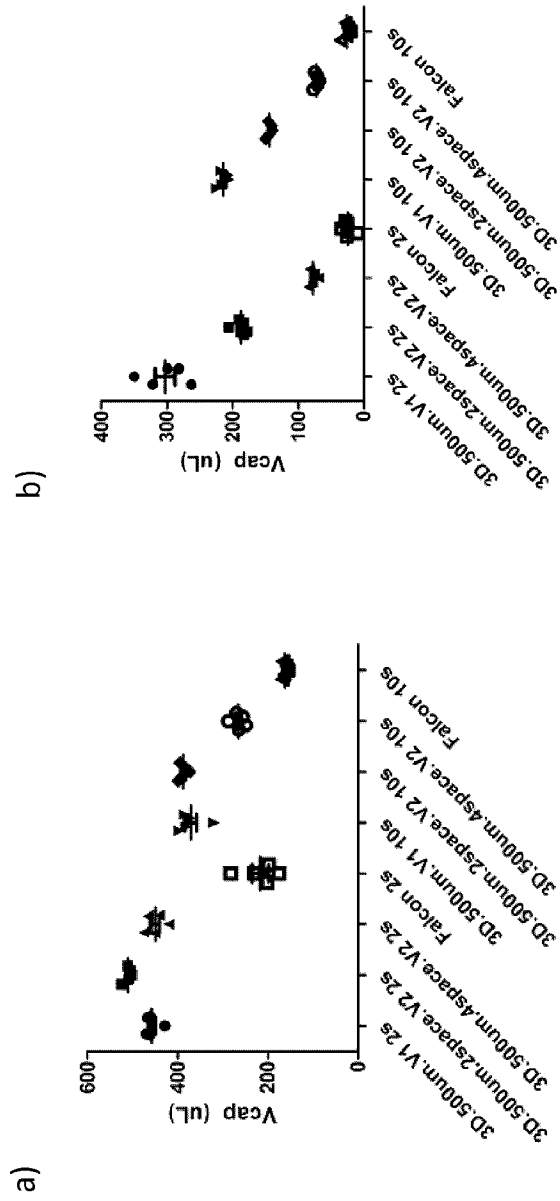 a)
Vcap (uL)
600
400
200
0
3D.500um.V1 2s
3D.500um.2space.V2 2s
3D.500um.4space.V2 2s
Falcon 2s
3D.500um.V1 10s
3D.500um.2space.V2 10s
3D.500um.4space.V2 10s
Falcon 10s
b)
Vcap (uL)
400
300
200
100
0
3D.500um.V1 2s
3D.500um.2space.V2 2s
3D.500um.4space.V2 2s
Falcon 2s
3D.500um.V1 10s
3D.500um.2space.V2 10s
3D.500um.4space.V2 10s
Falcon 10s